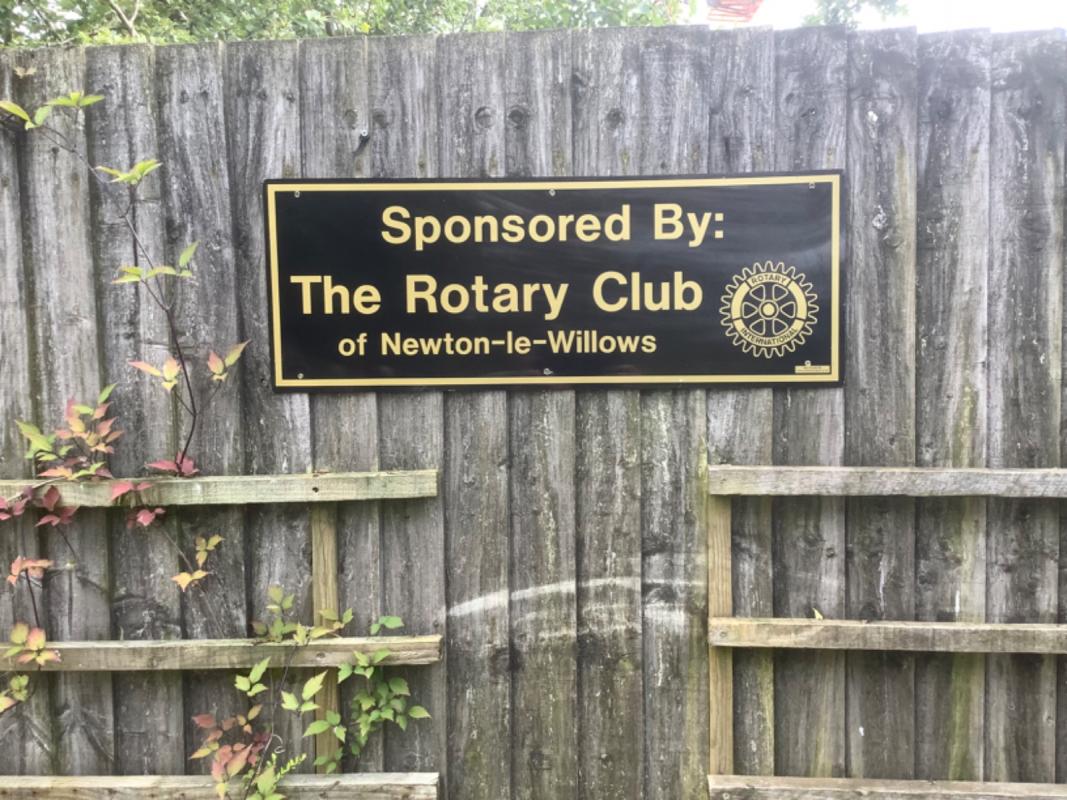 Sponsored By:
The Rotary Club
of Newton-le-Willows
ROTARY
INTERNATIONAL